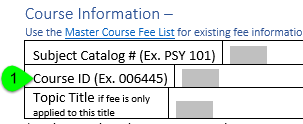 Course Information –
Use the Master Course Fee List for existing fee informatio
Subject Catalog # (Ex. PSY 101)
1 Course ID (Ex. 006445)
Topic Title if fee is only
applied to this title